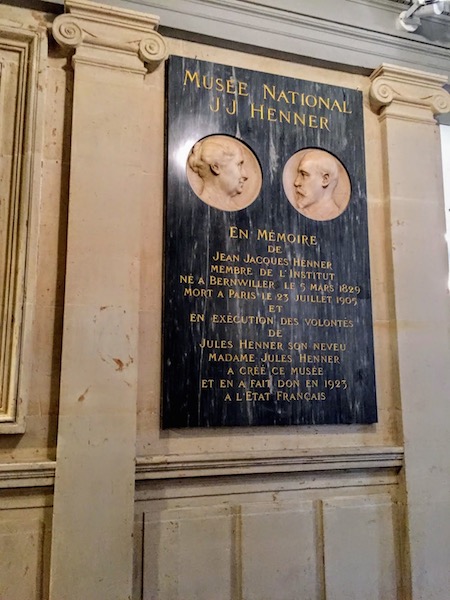 MUSÉE NATIONAL
J.J HENNER
EN MÉMOIRE
DE
JEAN JACQUES HENNER
MEMBRE DE L'INSTITUT
NÉ A BERNWILLER LE 5 MARS 1829
MORT A PARIS LE 23 JUILLET 1905
ET
EN EXÉCUTION DES VOLONTÉS
DE
JULES HENNER SON NEVEU
MADAME JULES HENNER
A CRÉÉ CE MUSÉE
ET EN A FAIT DON EN 1923
A L'ETAT FRANÇAIS